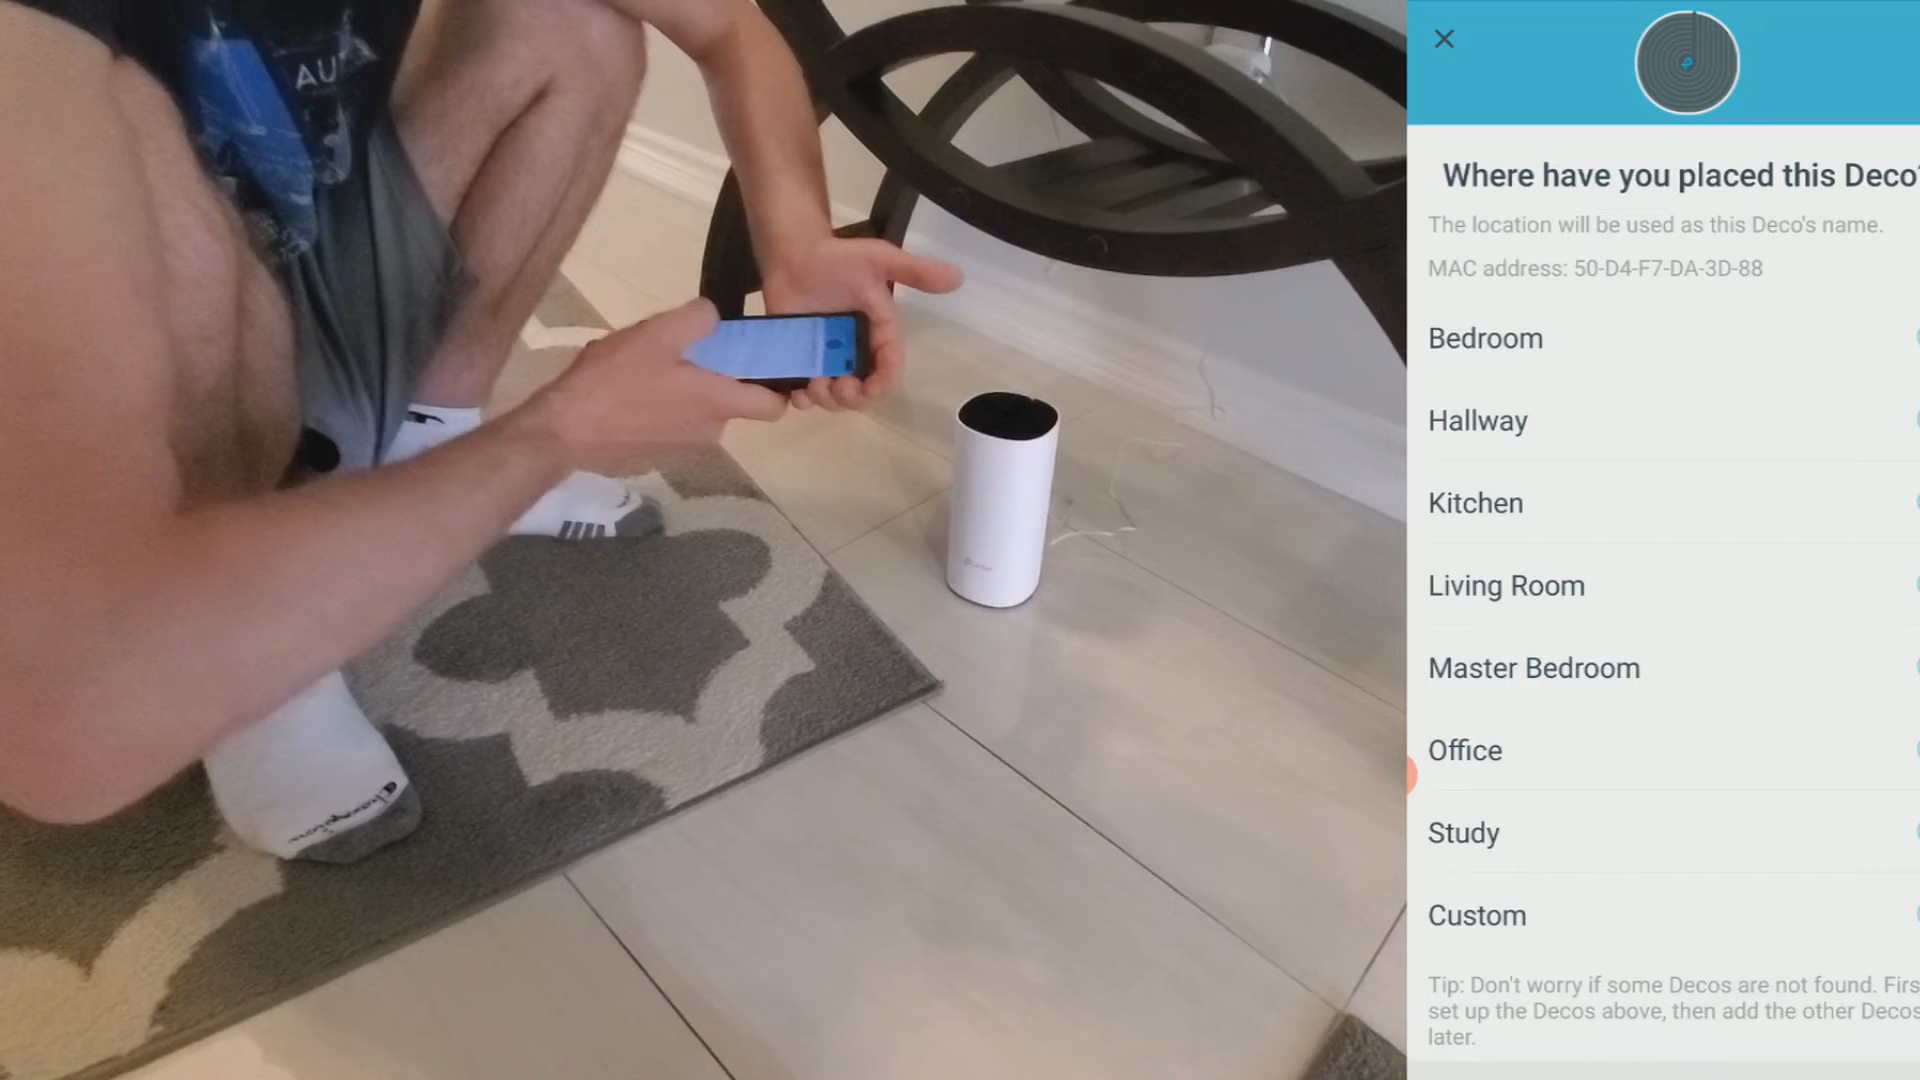 AU
Champion
Where have you placed this Deco?
The location will be used as this Deco's name.
MAC address: 50-D4-F7-DA-3D-88
Bedroom
Hallway
Kitchen
Living Room
Master Bedroom
Office
Study
Custom
Tip: Don't worry if some Decos are not found. Firs
set up the Decos above, then add the other Decos
later.